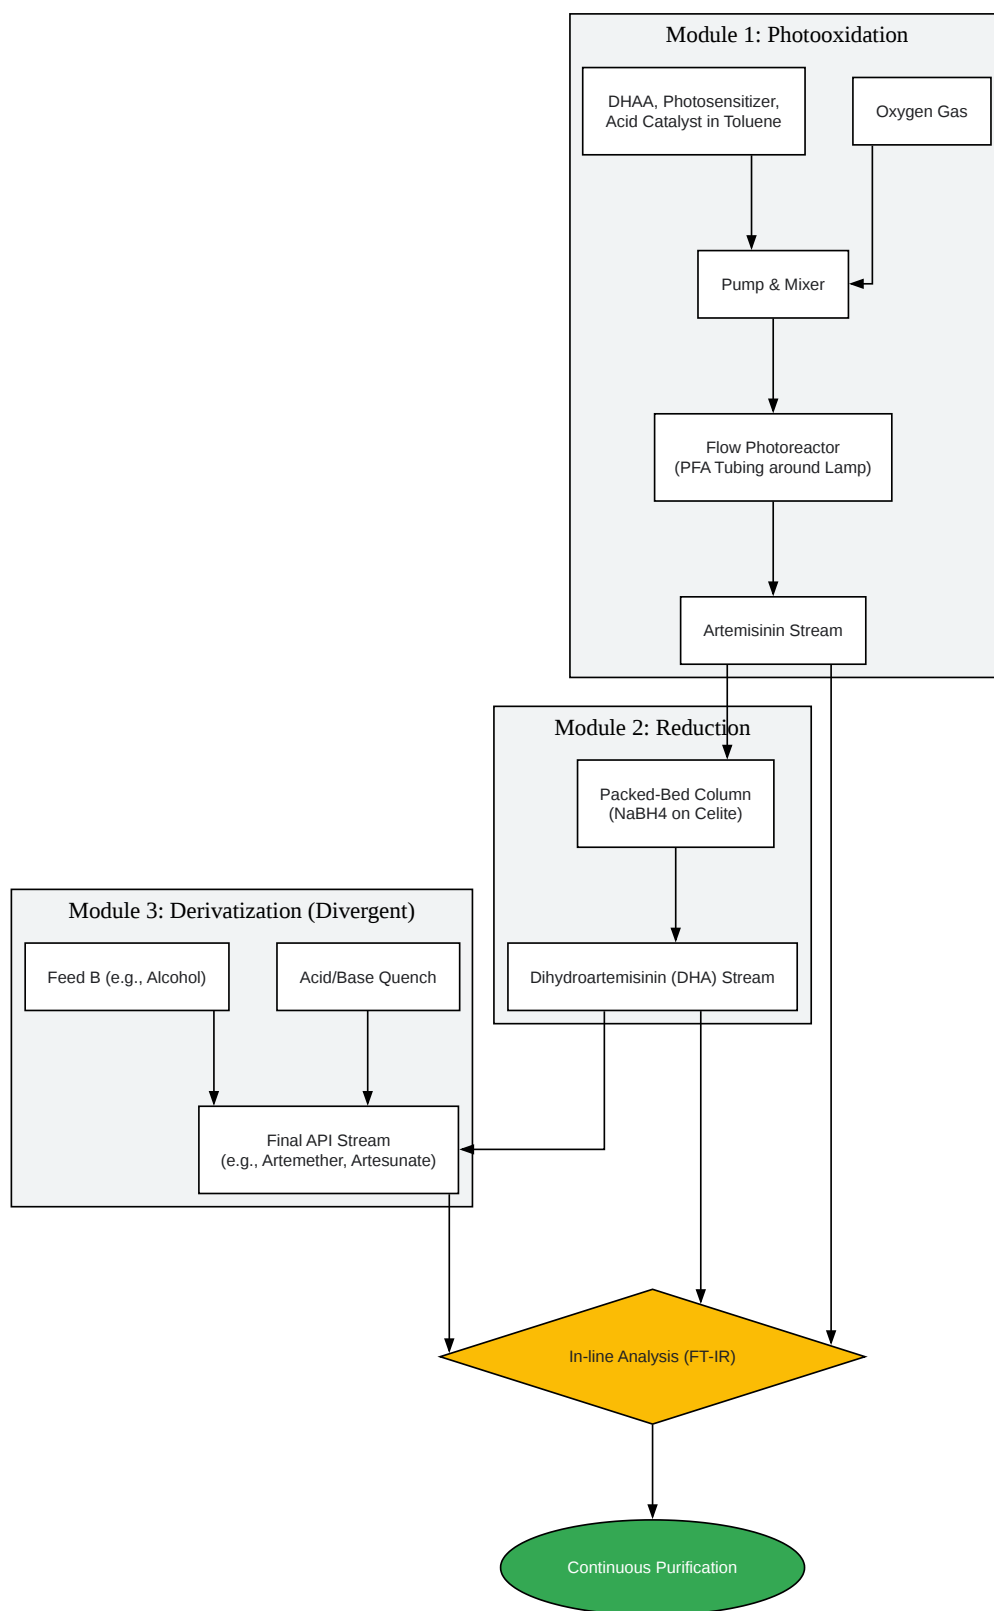 Module 1: Photooxidation
DHAA, Photosensitizer,
Acid Catalyst in Toluene
Oxygen Gas
Pump & Mixer
Flow Photoreactor
(PFA Tubing around Lamp)
Artemisinin Stream
Module 2: Reduction
Packed-Bed Column
(NaBH4 on Celite)
Dihydroartemisinin (DHA) Stream
Module 3: Derivatization (Divergent)
Feed B (e.g., Alcohol)
Acid/Base Quench
Final API Stream
(e.g., Artemether, Artesunate)
In-line Analysis (FT-IR)
Continuous Purification